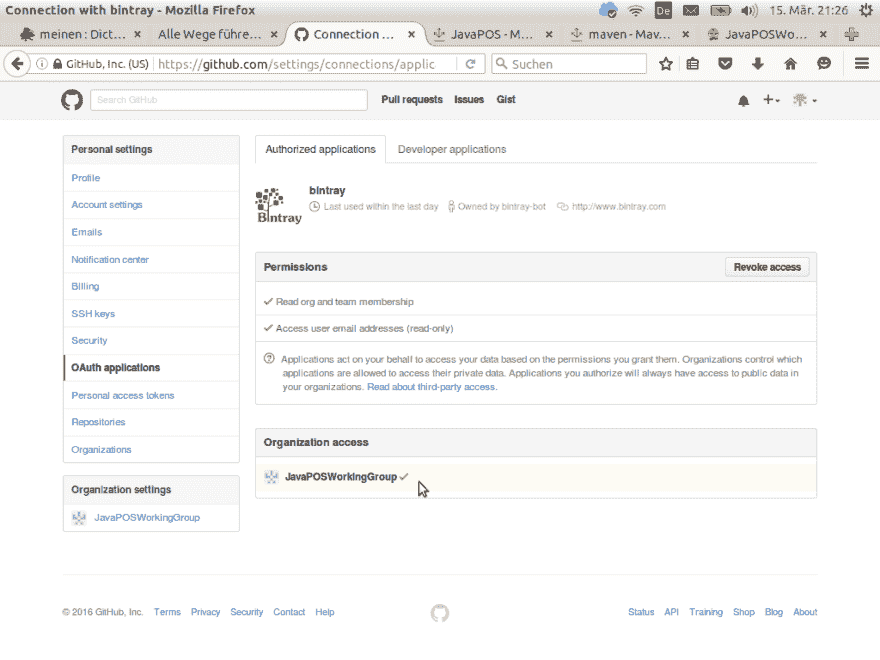 Connection with bintray - Mozilla Firefox
De
15. Mär. 21:26
meinen : Dict...
Alle Wege führe...
Connection ...
JavaPOS - M...
maven - Mav...
JavaPOSWo...
GitHub, Inc. (US)
https://github.com/settings/connections/applic
Suchen
Search GitHub
Pull requests
Issues
Gist
Personal settings
Profile
Account settings
Emails
Notification center
Billing
SSH keys
Security
OAuth applications
Personal access tokens
Repositories
Organizations
Organization settings
JavaPOSWorkingGroup
Authorized applications
Developer applications
Bintray
bintray
Last used within the last day
Owned by bintray-bot
http://www.bintray.com
Permissions
Revoke access
Read org and team membership
Access user email addresses (read-only)
Applications act on your behalf to access your data based on the permissions you grant them. Organizations control which
applications are allowed to access their private data. Applications you authorize will always have access to public data in
your organizations. Read about third-party access.
Organization access
JavaPOSWorkingGroup
© 2016 GitHub, Inc.
Terms
Privacy
Security
Contact
Help
Status
API
Training
Shop
Blog
About